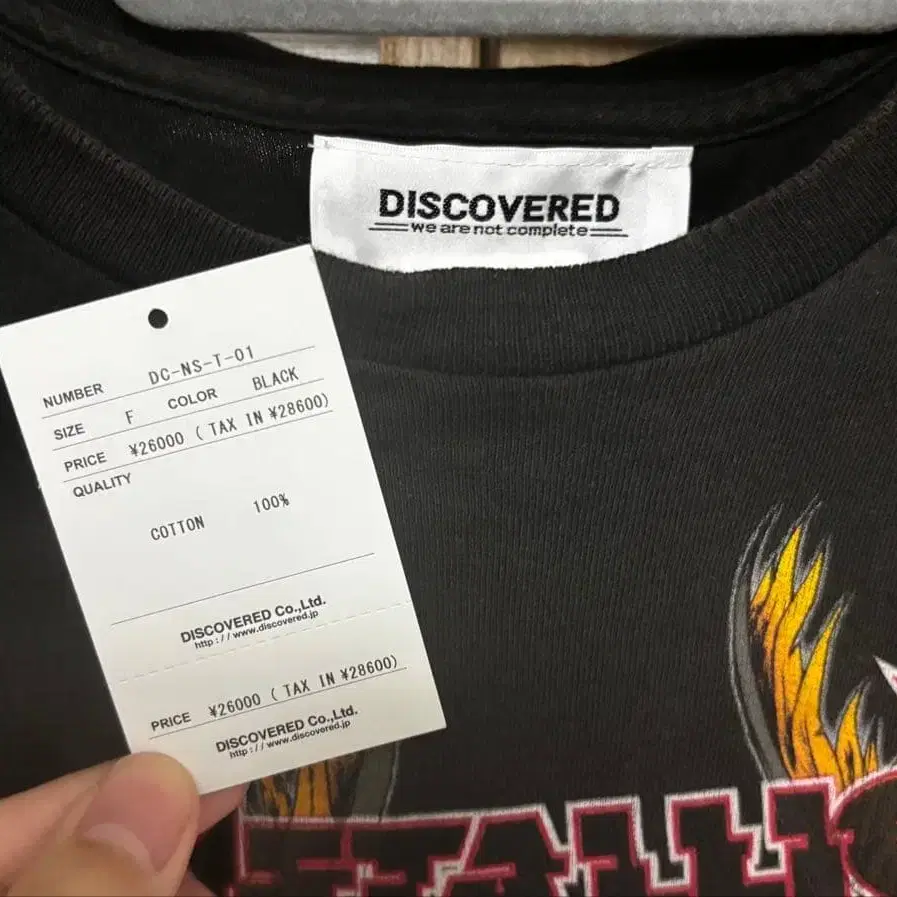 DISCOVERED
we are not complete
NUMBER DC-NS-T-01
SIZE F COLOR BLACK
PRICE ¥26000 ( TAX IN ¥28600)
QUALITY
COTTON 100%
DISCOVERED Co.,Ltd.
http://www.discovered.jp
PRICE ¥26000 ( TAX IN ¥28600)
DISCOVERED Co.,Ltd.
http://www.discovered.jp